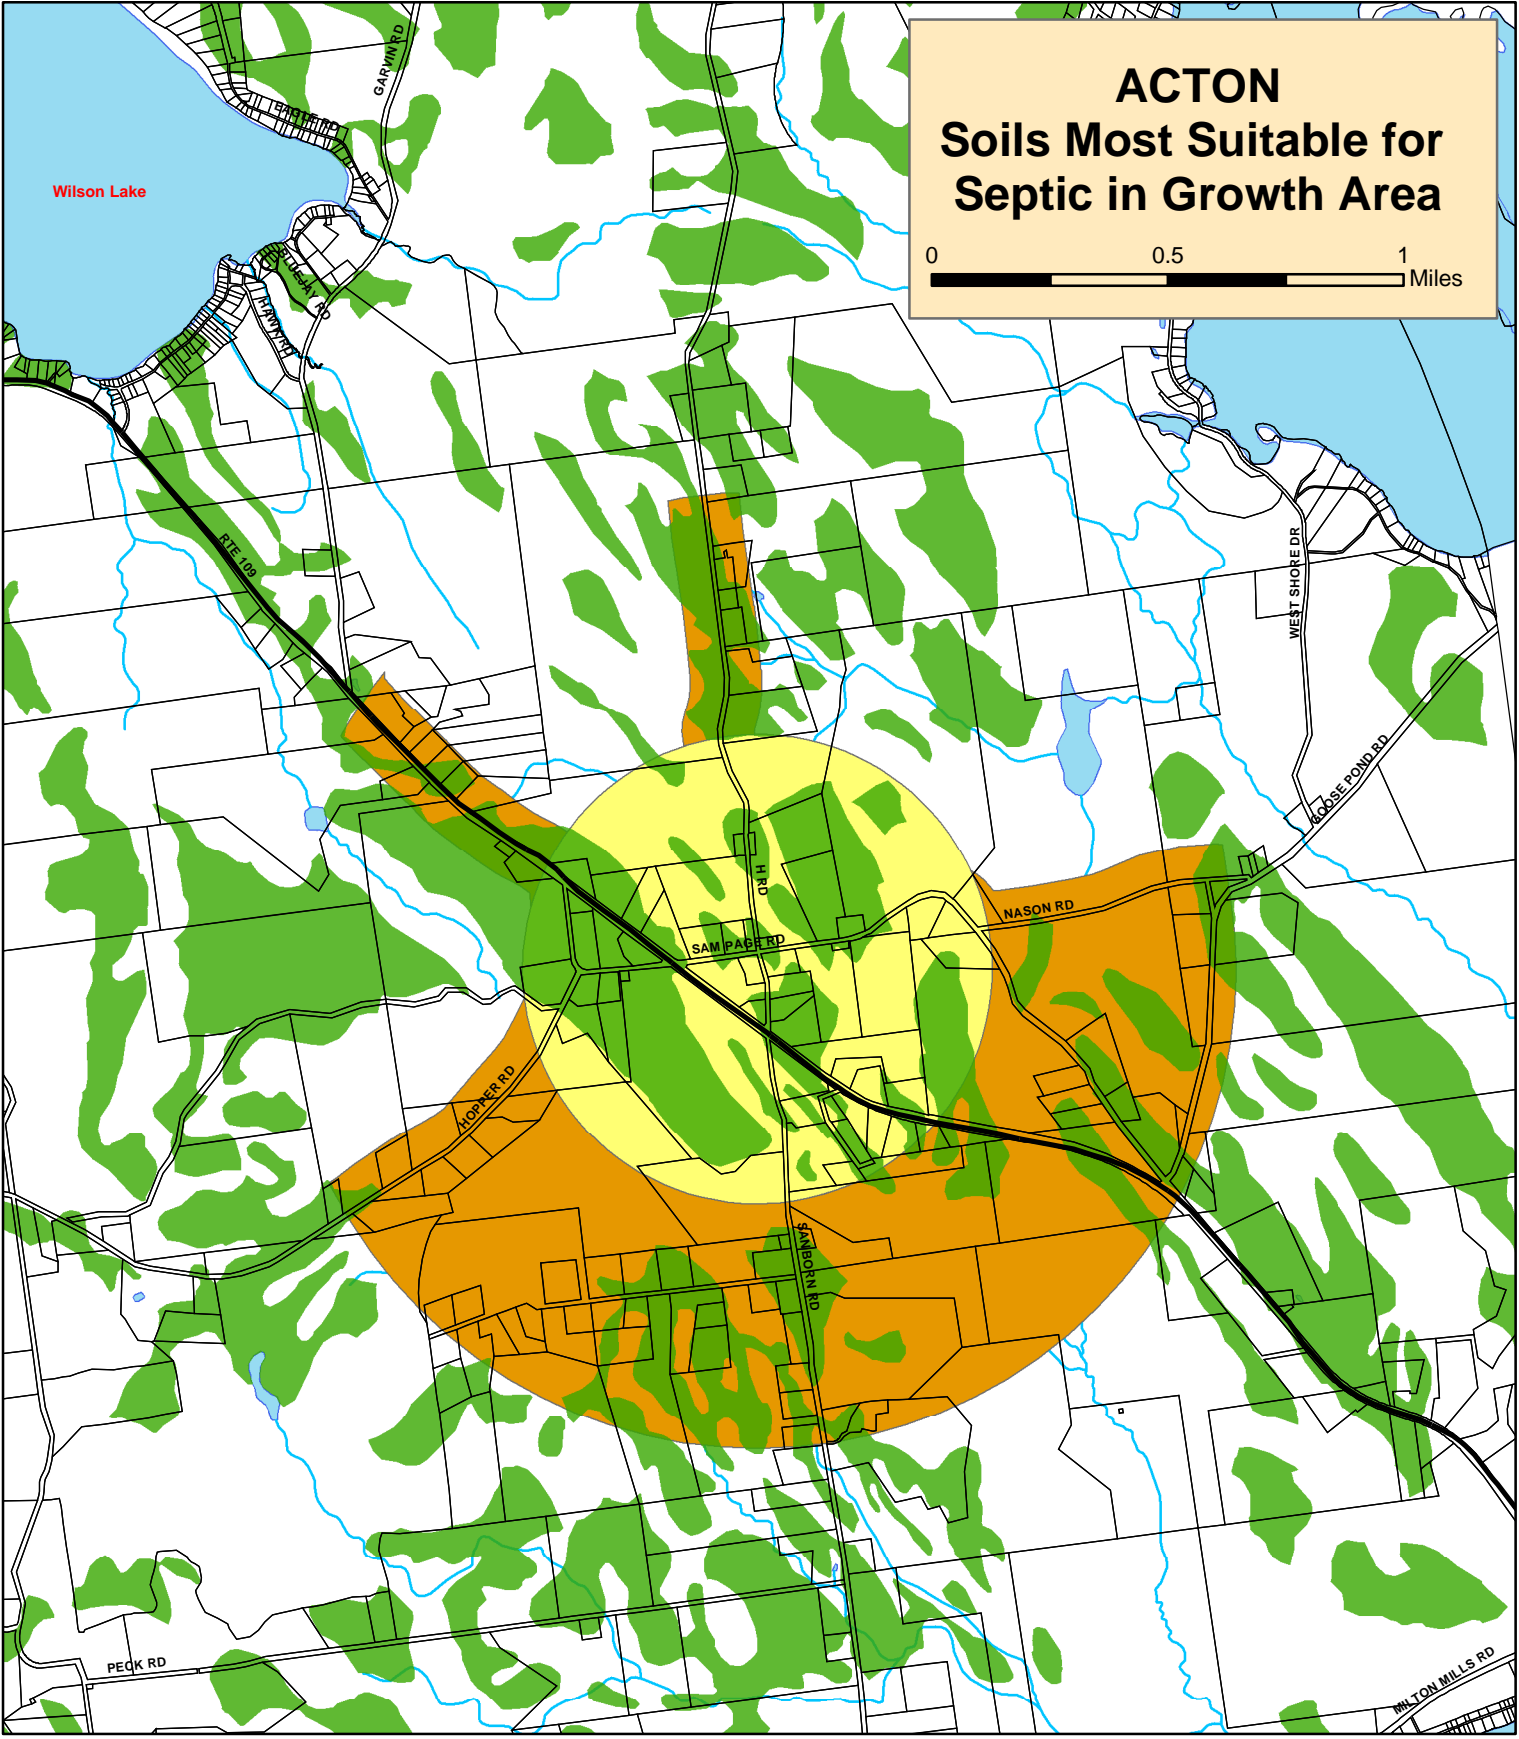 ACTON
Soils Most Suitable for
Septic in Growth Area
0 0.5 1
Miles
GARVIN RD
EAGLE RD
Wilson Lake
BLUEJAY RD
HAWK RD
RTE 109
WEST SHORE DR
GOOSE POND RD
H RD
NASON RD
SAM PAGE RD
HOPPER RD
SANBORN RD
PECK RD
MILTON MILLS RD